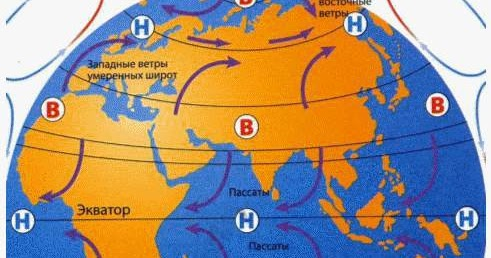 В
восточные
ветры
Н
Н
Западные ветры
умеренных широт
В
В
В
Пассаты
Экватор
Н
Н
Н
Пассаты